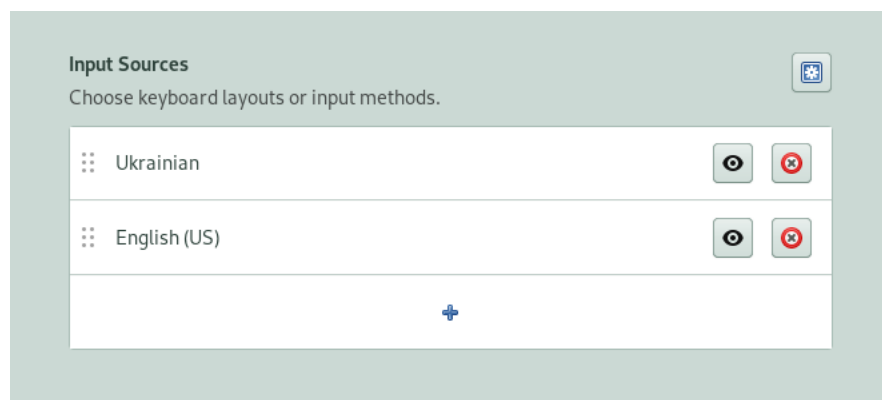 Input Sources
Choose keyboard layouts or input methods.
Ukrainian
English (US)